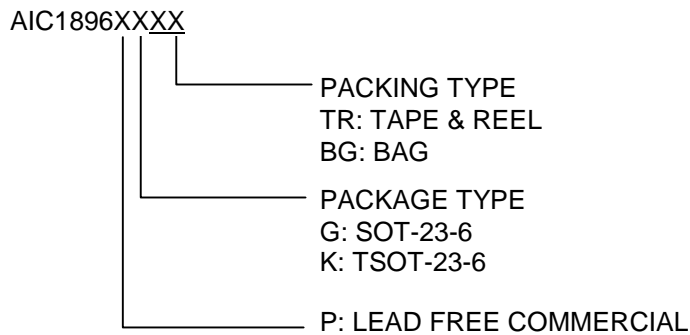 AIC1896XXXX
PACKING TYPE
TR: TAPE & REEL
BG: BAG
PACKAGE TYPE
G: SOT-23-6
K: TSOT-23-6
P: LEAD FREE COMMERCIAL